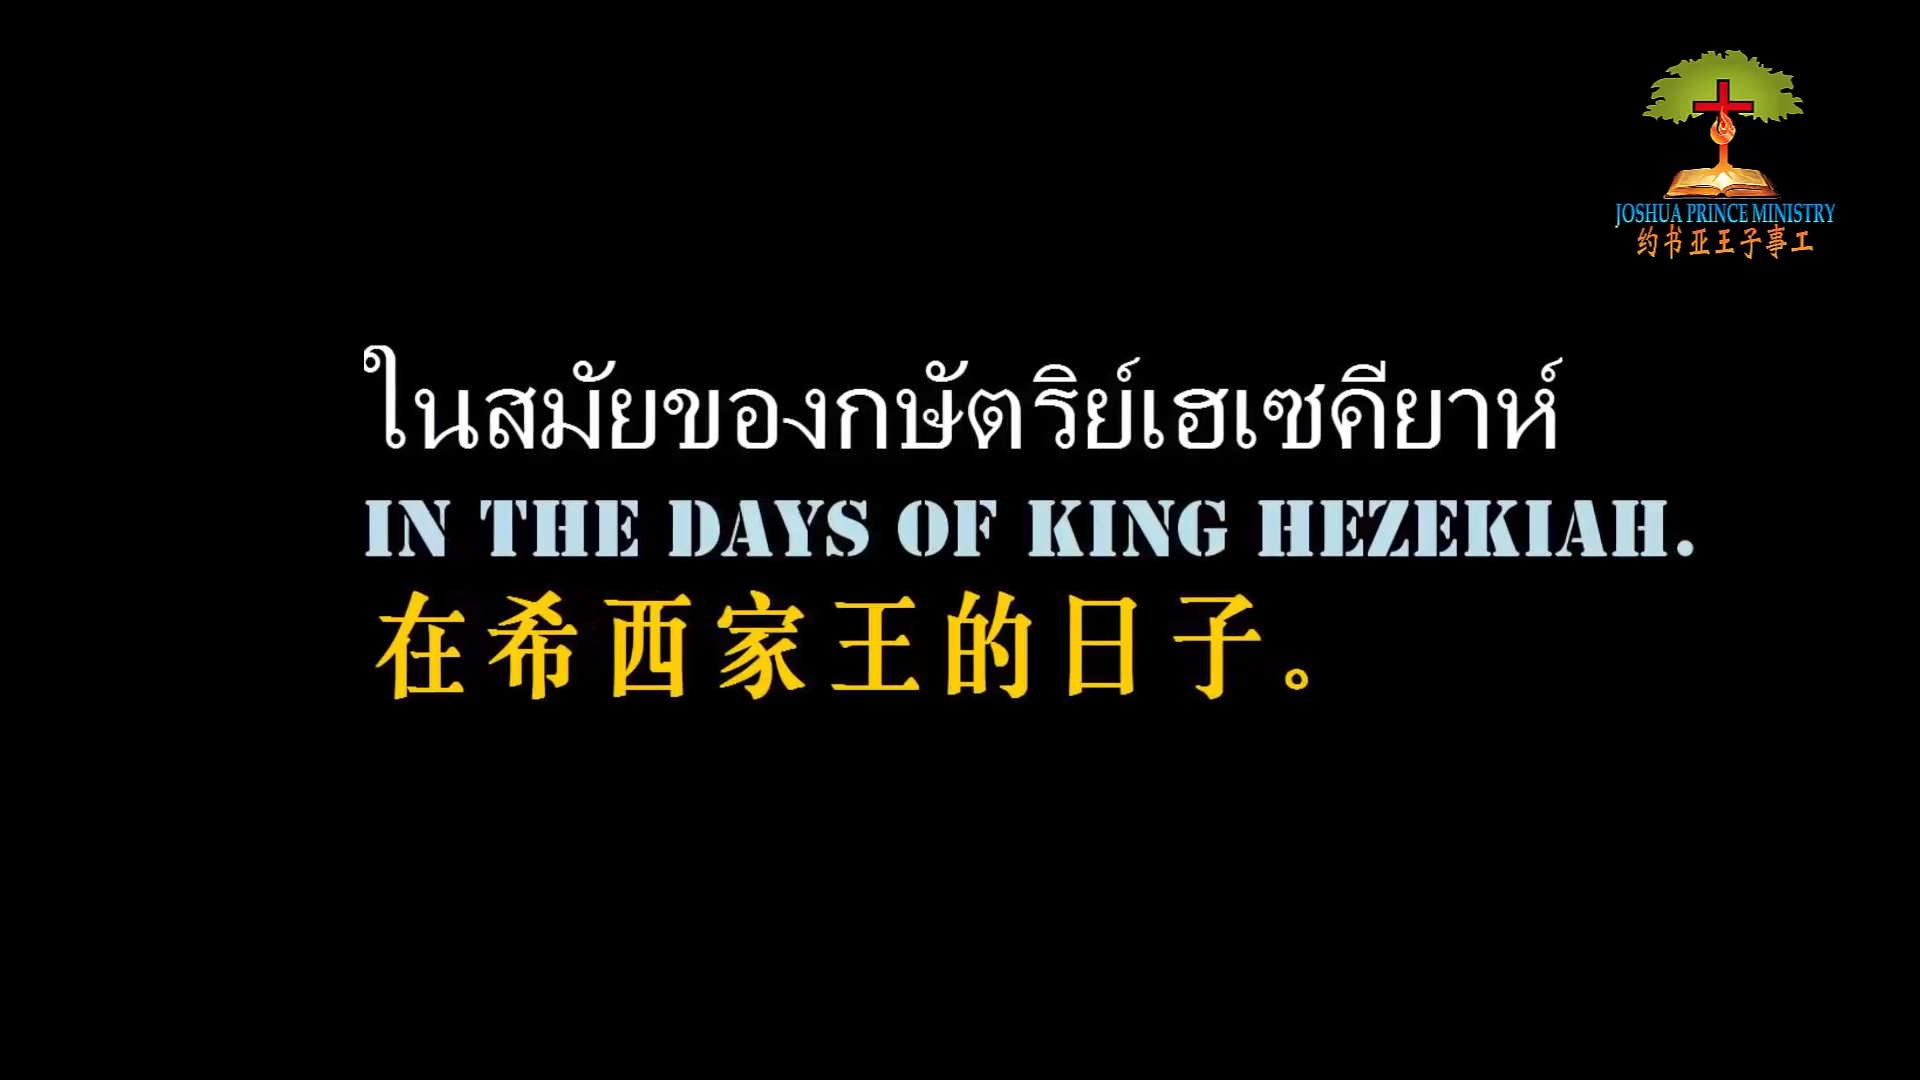 JOSHUA PRINCE MINISTRY
约书亚王子事工
ในสมัยของกษัตริย์เฮเซคียาห์
IN THE DAYS OF KING HEZEKIAH.
在希西家王的日子。